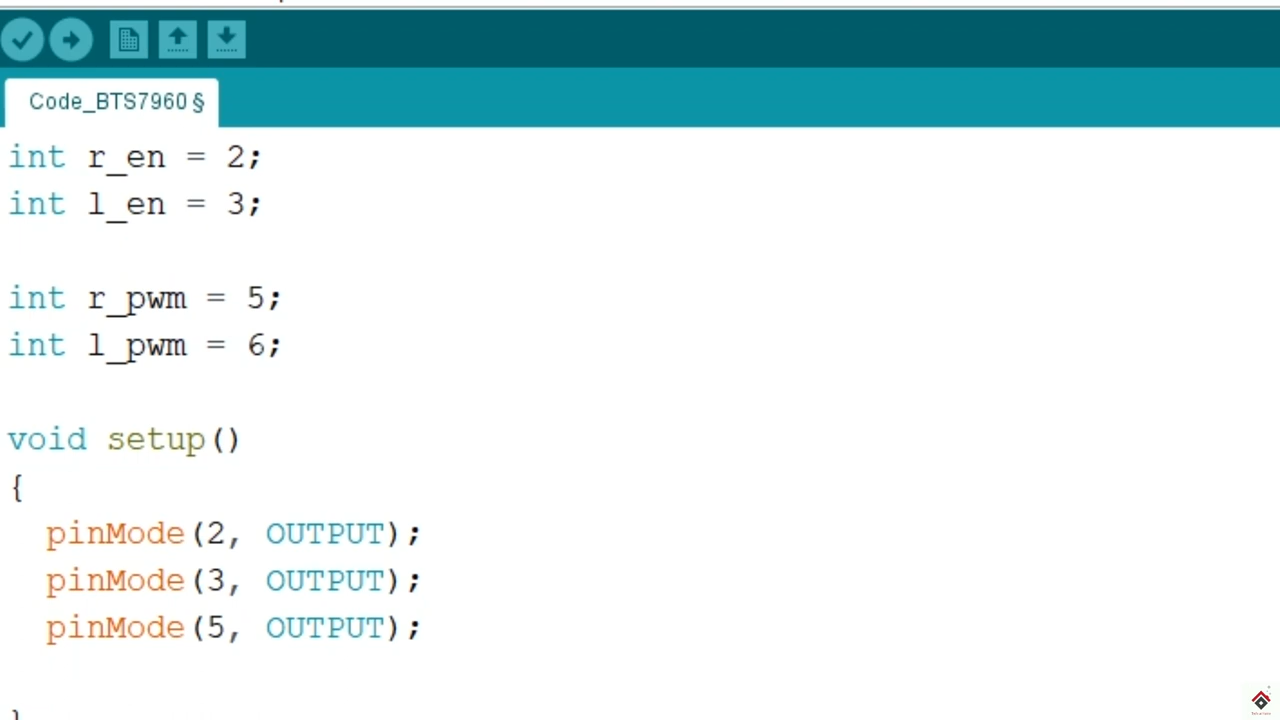 Code_BTS7960 §
int r_en = 2;
int l_en = 3;
int r_pwm = 5;
int l_pwm = 6;
void setup()
{
pinMode(2, OUTPUT);
pinMode(3, OUTPUT);
pinMode(5, OUTPUT);
}